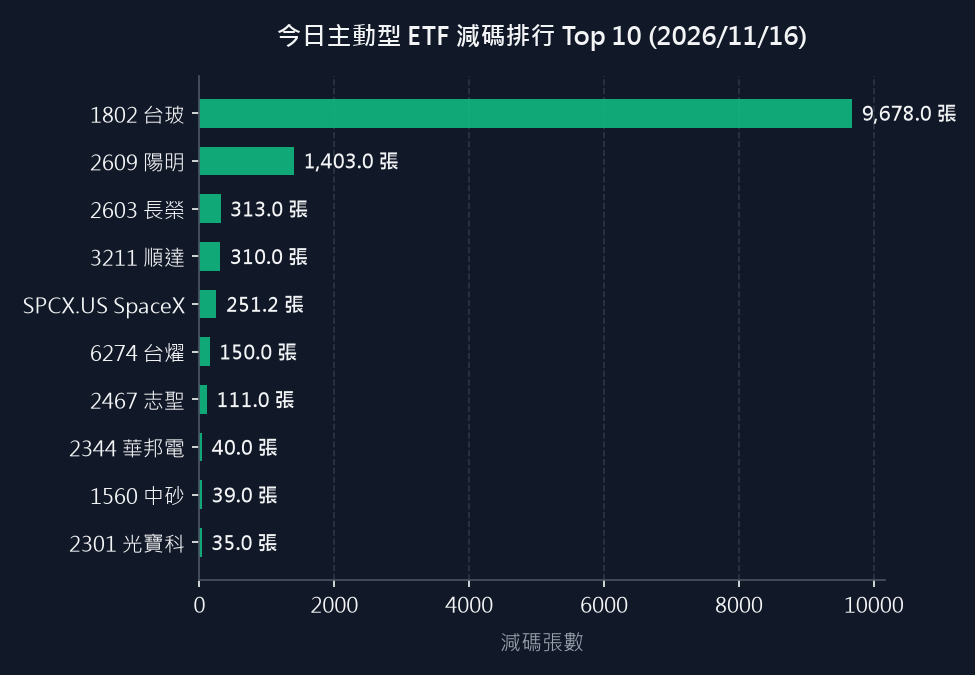 今日主動型 ETF 減碼排行 Top 10 (2026/11/16)
1802 台玻 9,678.0 張
2609 陽明 1,403.0 張
2603 長榮 313.0 張
3211 順達 310.0 張
SPCX.US SpaceX 251.2 張
6274 台燿 150.0 張
2467 志聖 111.0 張
2344 華邦電 40.0 張
1560 中砂 39.0 張
2301 光寶科 35.0 張
0 2000 4000 6000 8000 10000
減碼張數